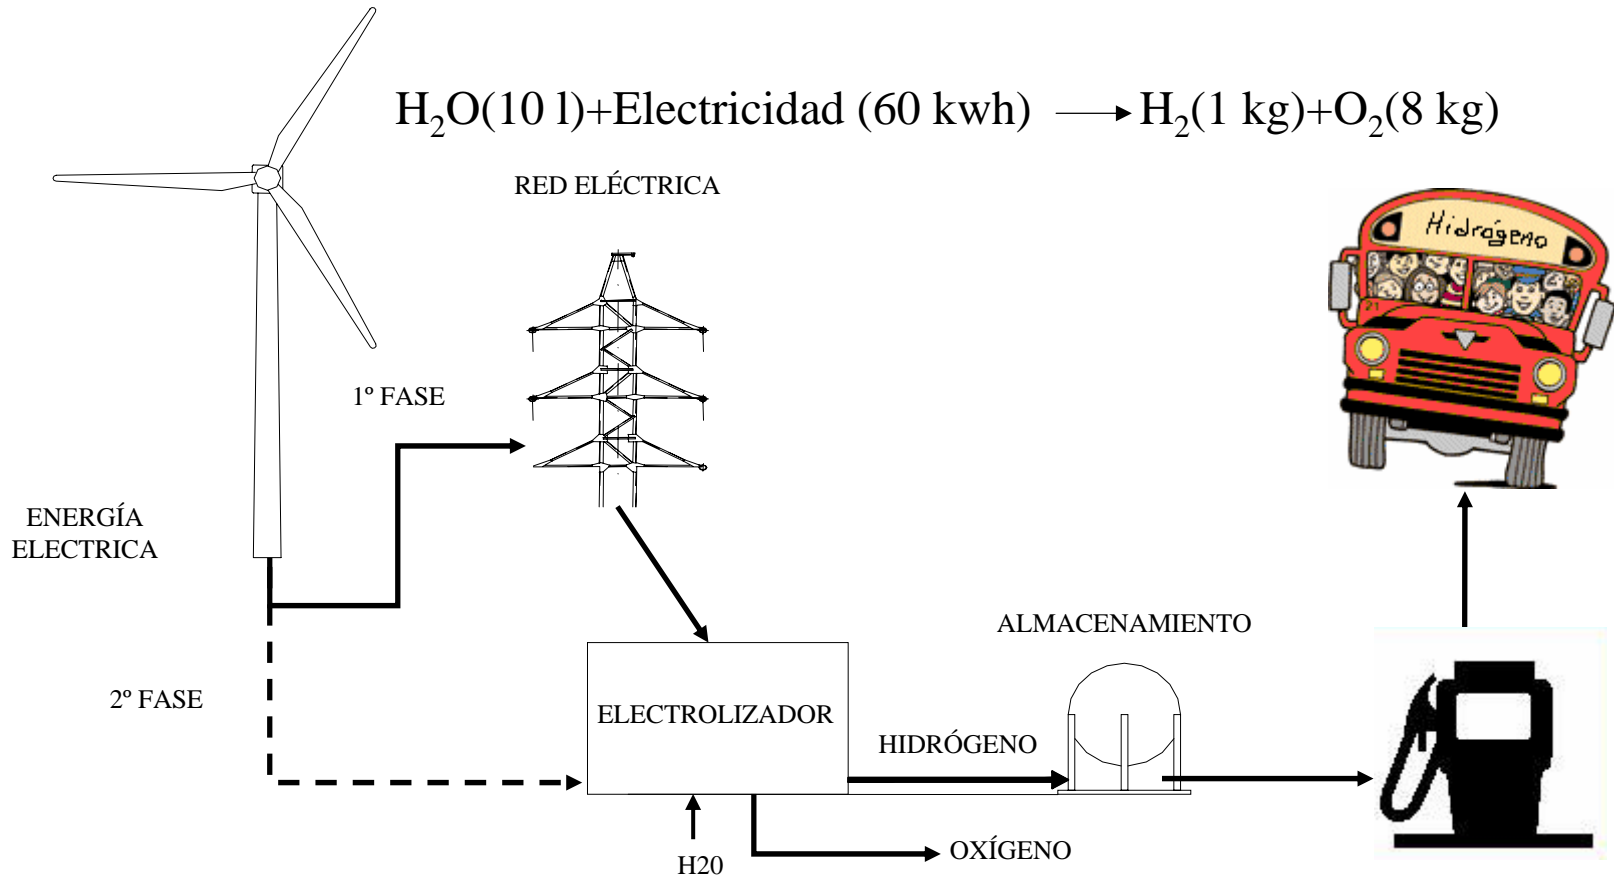 H₂O(10 l)+Electricidad (60 kwh) → H₂(1 kg)+O₂(8 kg)
RED ELÉCTRICA
Hidrógeno
1º FASE
ENERGÍA
ELECTRICA
ALMACENAMIENTO
2º FASE
ELECTROLIZADOR
HIDRÓGENO
OXÍGENO
H20